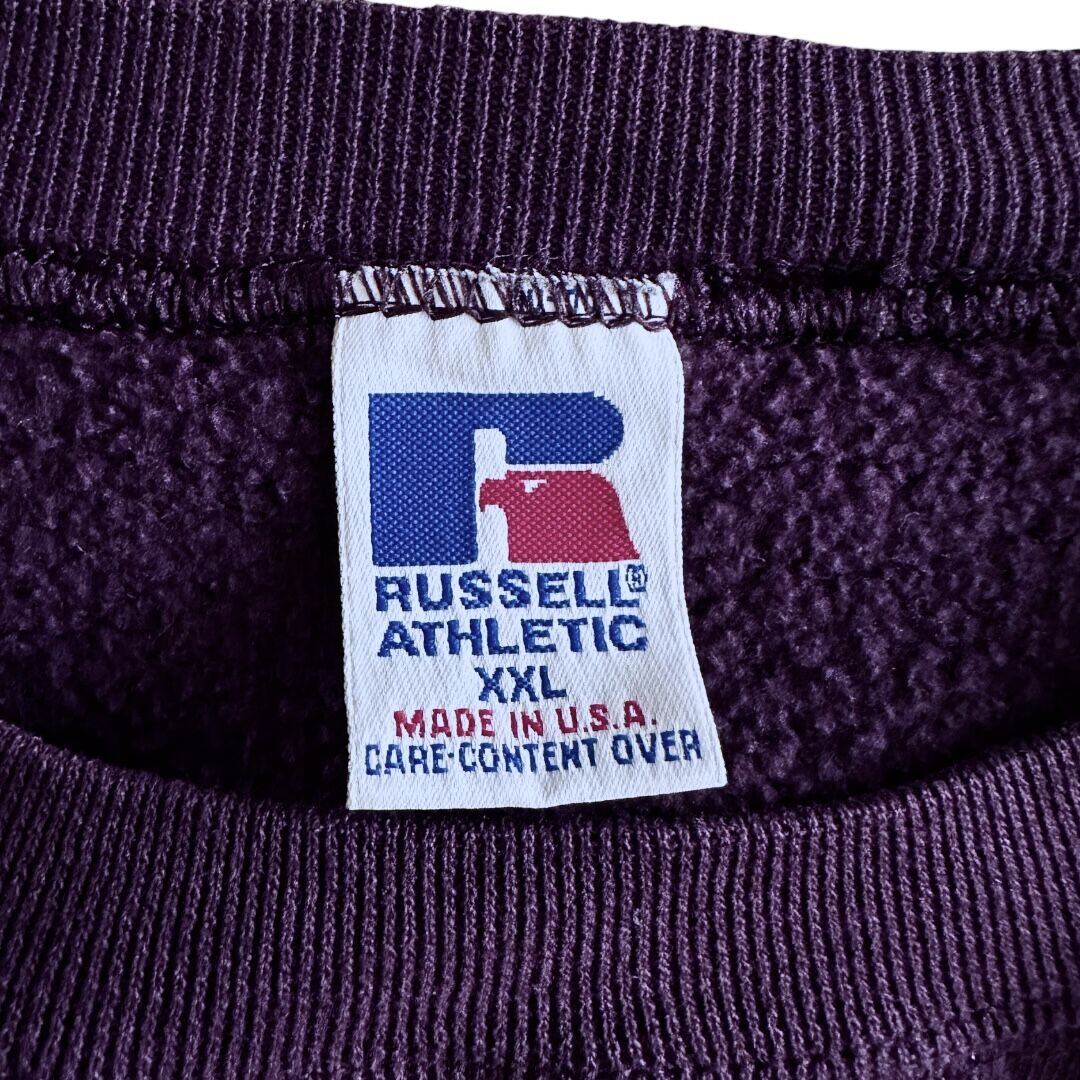 RUSSELL®
ATHLETIC
XXL
MADE IN U.S.A.
CARE·CONTENT OVER